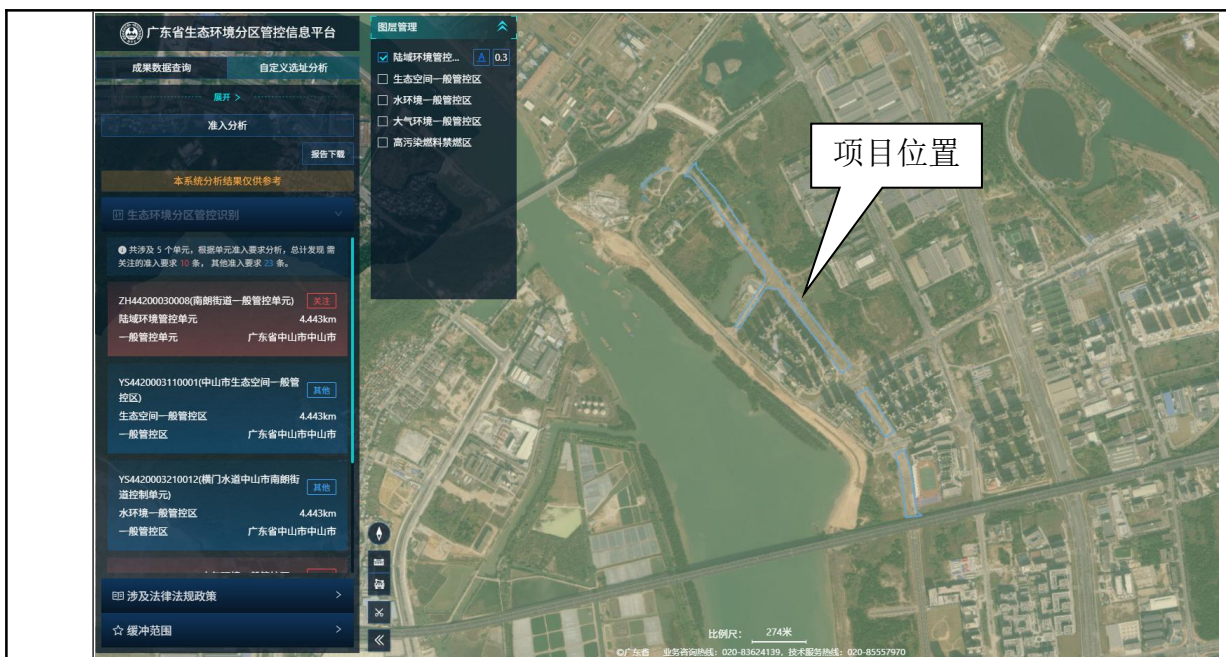 广东省生态环境分区管控信息平台
成果数据查询 自定义选址分析
展开 >
准入分析
报告下载
本系统分析结果仅供参考
生态环境分区管控识别
共涉及 5 个单元，根据单元准入要求分析，总计发现 需
关注的准入要求 10 条， 其他准入要求 23 条。
ZH44200030008(南朗街道一般管控单元) 关注
陆域环境管控单元 4.443km
一般管控单元 广东省中山市中山市
YS4420003110001(中山市生态空间一般管
控区) 其他
生态空间一般管控区 4.443km
一般管控区 广东省中山市中山市
YS4420003210012(横门水道中山市南朗街
道控制单元) 其他
水环境一般管控区 4.443km
一般管控区 广东省中山市中山市
涉及法律法规政策 >
缓冲范围 >
图层管理
陆域环境管控... 0.3
生态空间一般管控区
水环境一般管控区
大气环境一般管控区
高污染燃料禁燃区
项目位置
比例尺： 274米
©广东省 业务咨询热线：020-83624139，技术服务热线：020-85557970